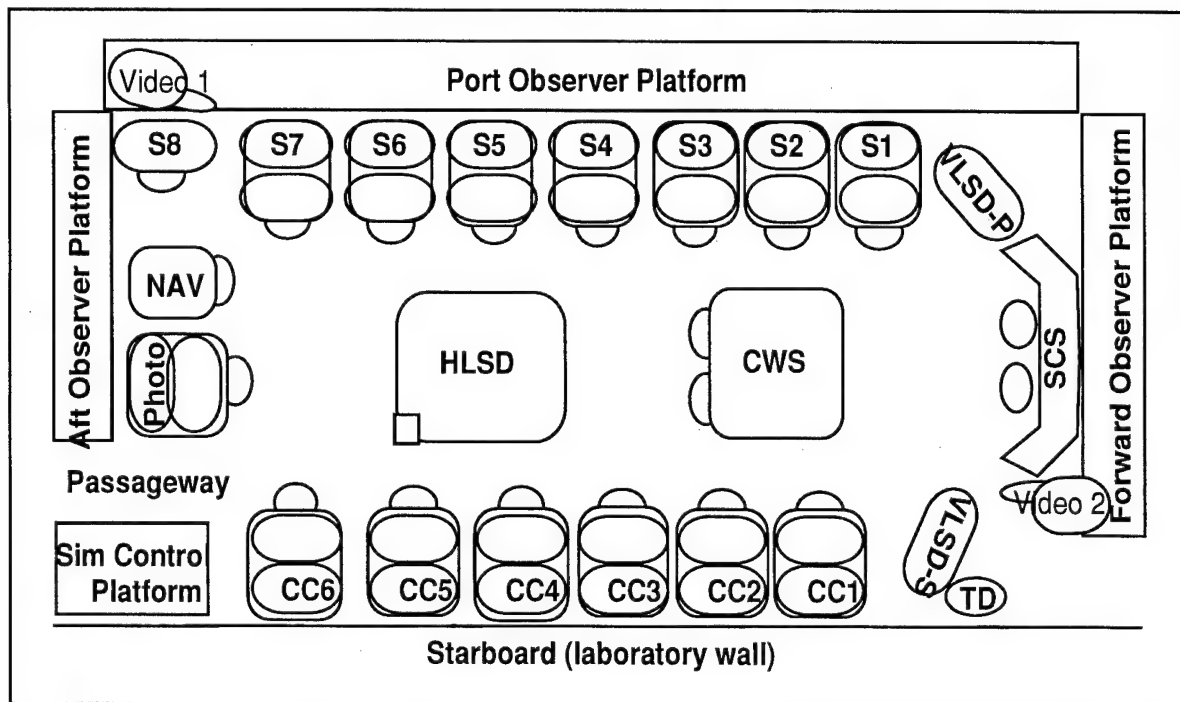 Video 1
Port Observer Platform
S8
S7
S6
S5
S4
S3
S2
S1
VLSD-P
Aft Observer Platform
Forward Observer Platform
NAV
Photo
HLSD
CWS
SCS
Passageway
Video 2
VLSD-S
Sim Control
Platform
CC6
CC5
CC4
CC3
CC2
CC1
TD
Starboard (laboratory wall)